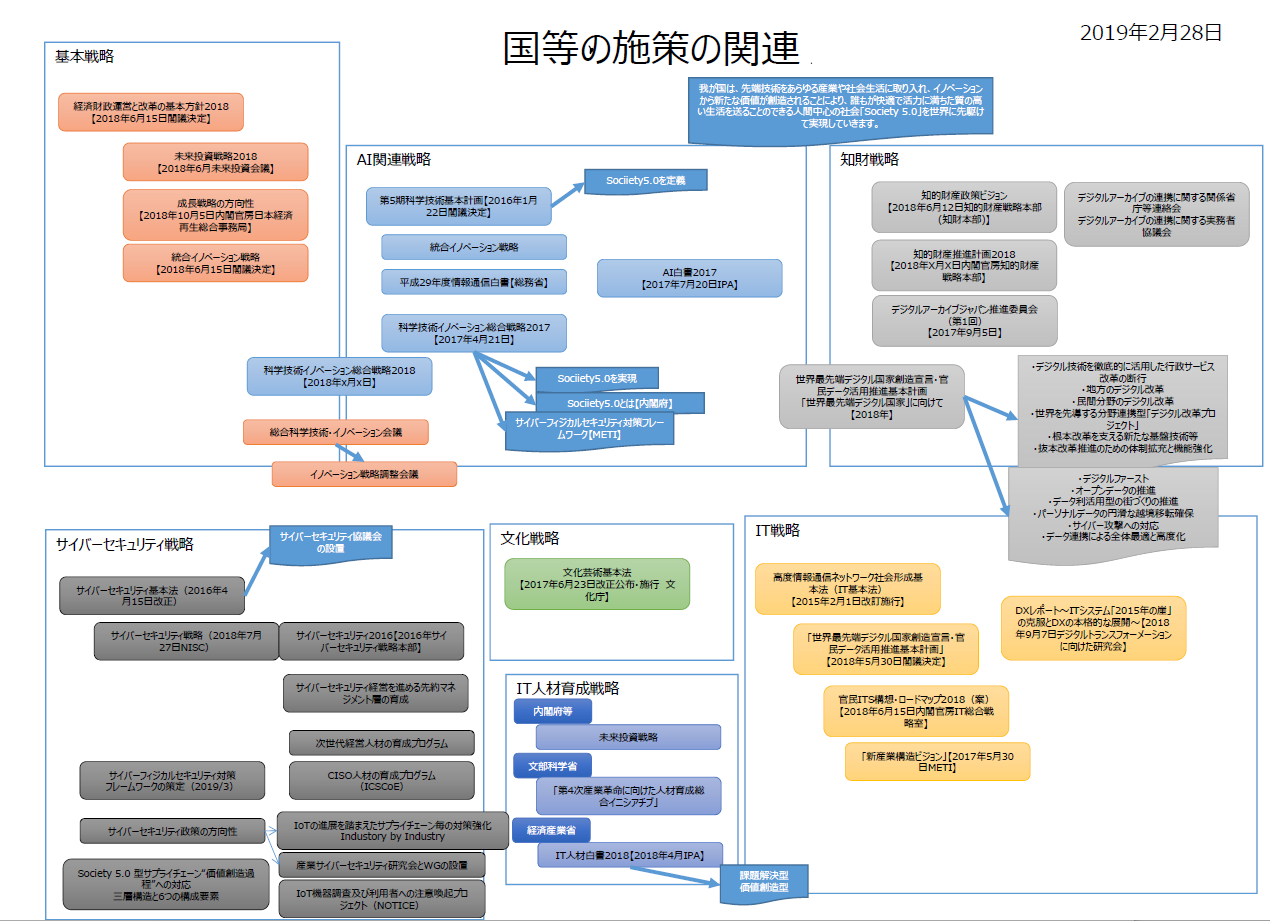 国等の施策の関連
2019年2月28日
我が国は、先端技術をあらゆる産業や社会生活に取り入れ、イノベーション
から新たな価値が創造されることにより、誰もが快適で活力に満ちた質の高
い生活を送ることのできる人間中心の社会「Society 5.0」を世界に先駆け
て実現していきます。
基本戦略
経済財政運営と改革の基本方針2018
【2018年6月15日閣議決定】
未来投資戦略2018
【2018年6月未来投資会議】
成長戦略の方向性
【2018年10月5日内閣官房日本経済
再生総合事務局】
統合イノベーション戦略
【2018年6月15日閣議決定】
科学技術イノベーション総合戦略2018
【2018年x月x日】
総合科学技術・イノベーション会議
イノベーション戦略調整会議
AI関連戦略
第5期科学技術基本計画【2016年1月
22日閣議決定】
Sociiety5.0を定義
統合イノベーション戦略
平成29年度情報通信白書【総務省】
AI白書2017
【2017年7月20日IPA】
科学技術イノベーション総合戦略2017
【2017年4月21日】
Sociiety5.0を実現
Sociiety5.0とは【内閣府】
サイバーフィジカルセキュリティ対策フレー
ムワーク【METI】
知財戦略
知的財産政策ビジョン
【2018年6月12日知的財産戦略本部
（知財本部）】
デジタルアーカイブの連携に関する関係省
庁等連絡会
デジタルアーカイブの連携に関する実務者
協議会
知的財産推進計画2018
【2018年X月X日内閣官房知的財産
戦略本部】
デジタルアーカイブジャパン推進委員会
（第1回）
【2017年9月5日】
世界最先端デジタル国家創造宣言・官
民データ活用推進基本計画
「世界最先端デジタル国家」に向けて
【2018年】
・デジタル技術を徹底的に活用した行政サービス
改革の断行
・地方のデジタル改革
・民間分野のデジタル改革
・世界を先導する分野連携型「デジタル改革プロ
ジェクト」
・根本改革を支える新たな基盤技術等
・抜本改革推進のための体制拡充と機能強化
・デジタルファースト
・オープンデータの推進
・データ利活用型の街づくりの推進
・パーソナルデータの円滑な越境移転確保
・サイバー攻撃への対応
・データ連携による全体最適と高度化
サイバーセキュリティ戦略
サイバーセキュリティ協議会
の設置
サイバーセキュリティ基本法（2016年4
月15日改正）
サイバーセキュリティ戦略（2018年7月
27日NISC）
サイバーセキュリティ2016【2016年サイ
バーセキュリティ戦略本部】
サイバーセキュリティ経営を進める先約マネ
ジメント層の育成
次世代経営人材の育成プログラム
サイバーフィジカルセキュリティ対策
フレームワークの策定（2019/3）
CISO人材の育成プログラム
（ICSCoE）
サイバーセキュリティ政策の方向性
IoTの進展を踏まえたサプライチェーン毎の対策強化
Industory by Industry
産業サイバーセキュリティ研究会とWGの設置
Society 5.0 型サプライチェーン“価値創造過
程”への対応
三層構造と6つの構成要素
IoT機器調査及び利用者への注意喚起プロ
ジェクト（NOTICE）
文化戦略
文化芸術基本法
【2017年6月23日改正公布・施行 文
化庁】
IT人材育成戦略
内閣府等
未来投資戦略
文部科学省
「第4次産業革命に向けた人材育成総
合イニシアチブ」
経済産業省
IT人材白書2018【2018年4月IPA】
課題解決型
価値創造型
IT戦略
高度情報通信ネットワーク社会形成基
本法（IT基本法）
【2015年2月1日改訂施行】
「世界最先端デジタル国家創造宣言・官
民データ活用推進基本計画」
【2018年5月30日閣議決定】
DXレポート～ITシステム「2015年の崖」
の克服とDXの本格的な展開～【2018
年9月7日デジタルトランスフォーメーション
に向けた研究会】
官民ITS構想・ロードマップ2018（案）
【2018年6月15日内閣官房IT総合戦
略室】
「新産業構造ビジョン」【2017年5月30
日METI】